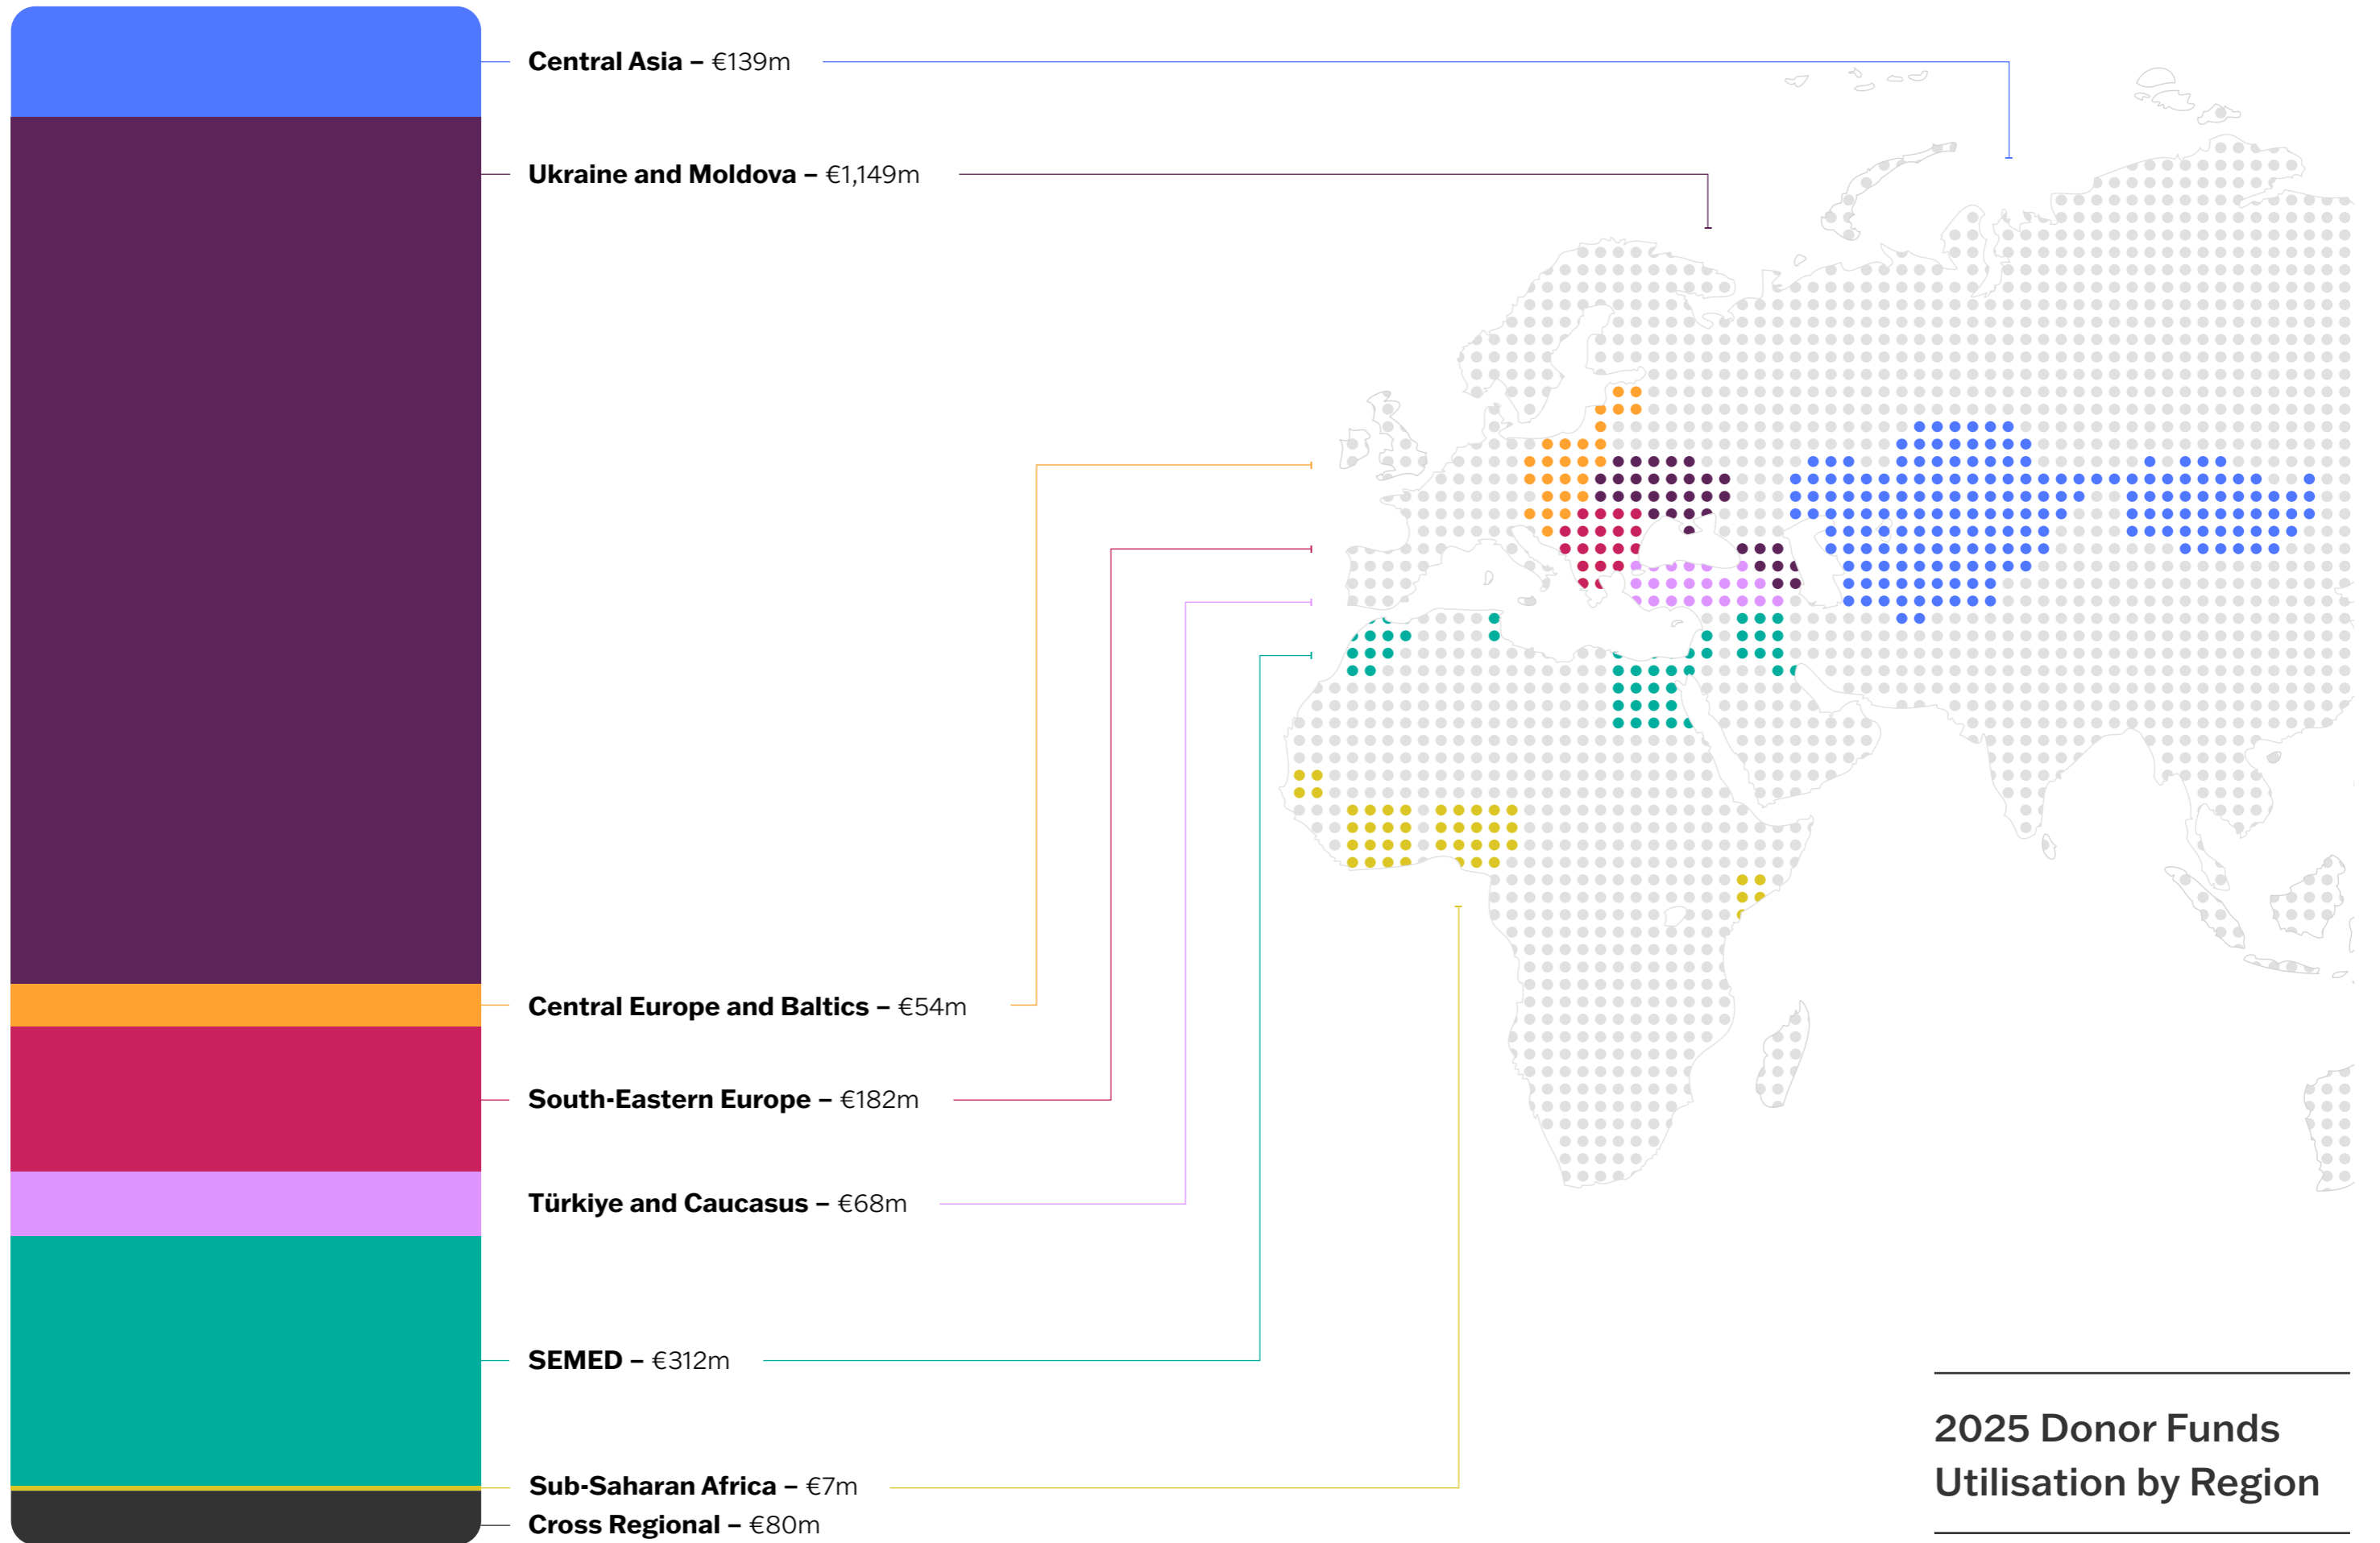 Central Asia – €139m
Ukraine and Moldova – €1,149m
Central Europe and Baltics – €54m
South-Eastern Europe – €182m
Türkiye and Caucasus – €68m
SEMED – €312m
Sub-Saharan Africa – €7m
Cross Regional – €80m
2025 Donor Funds
Utilisation by Region